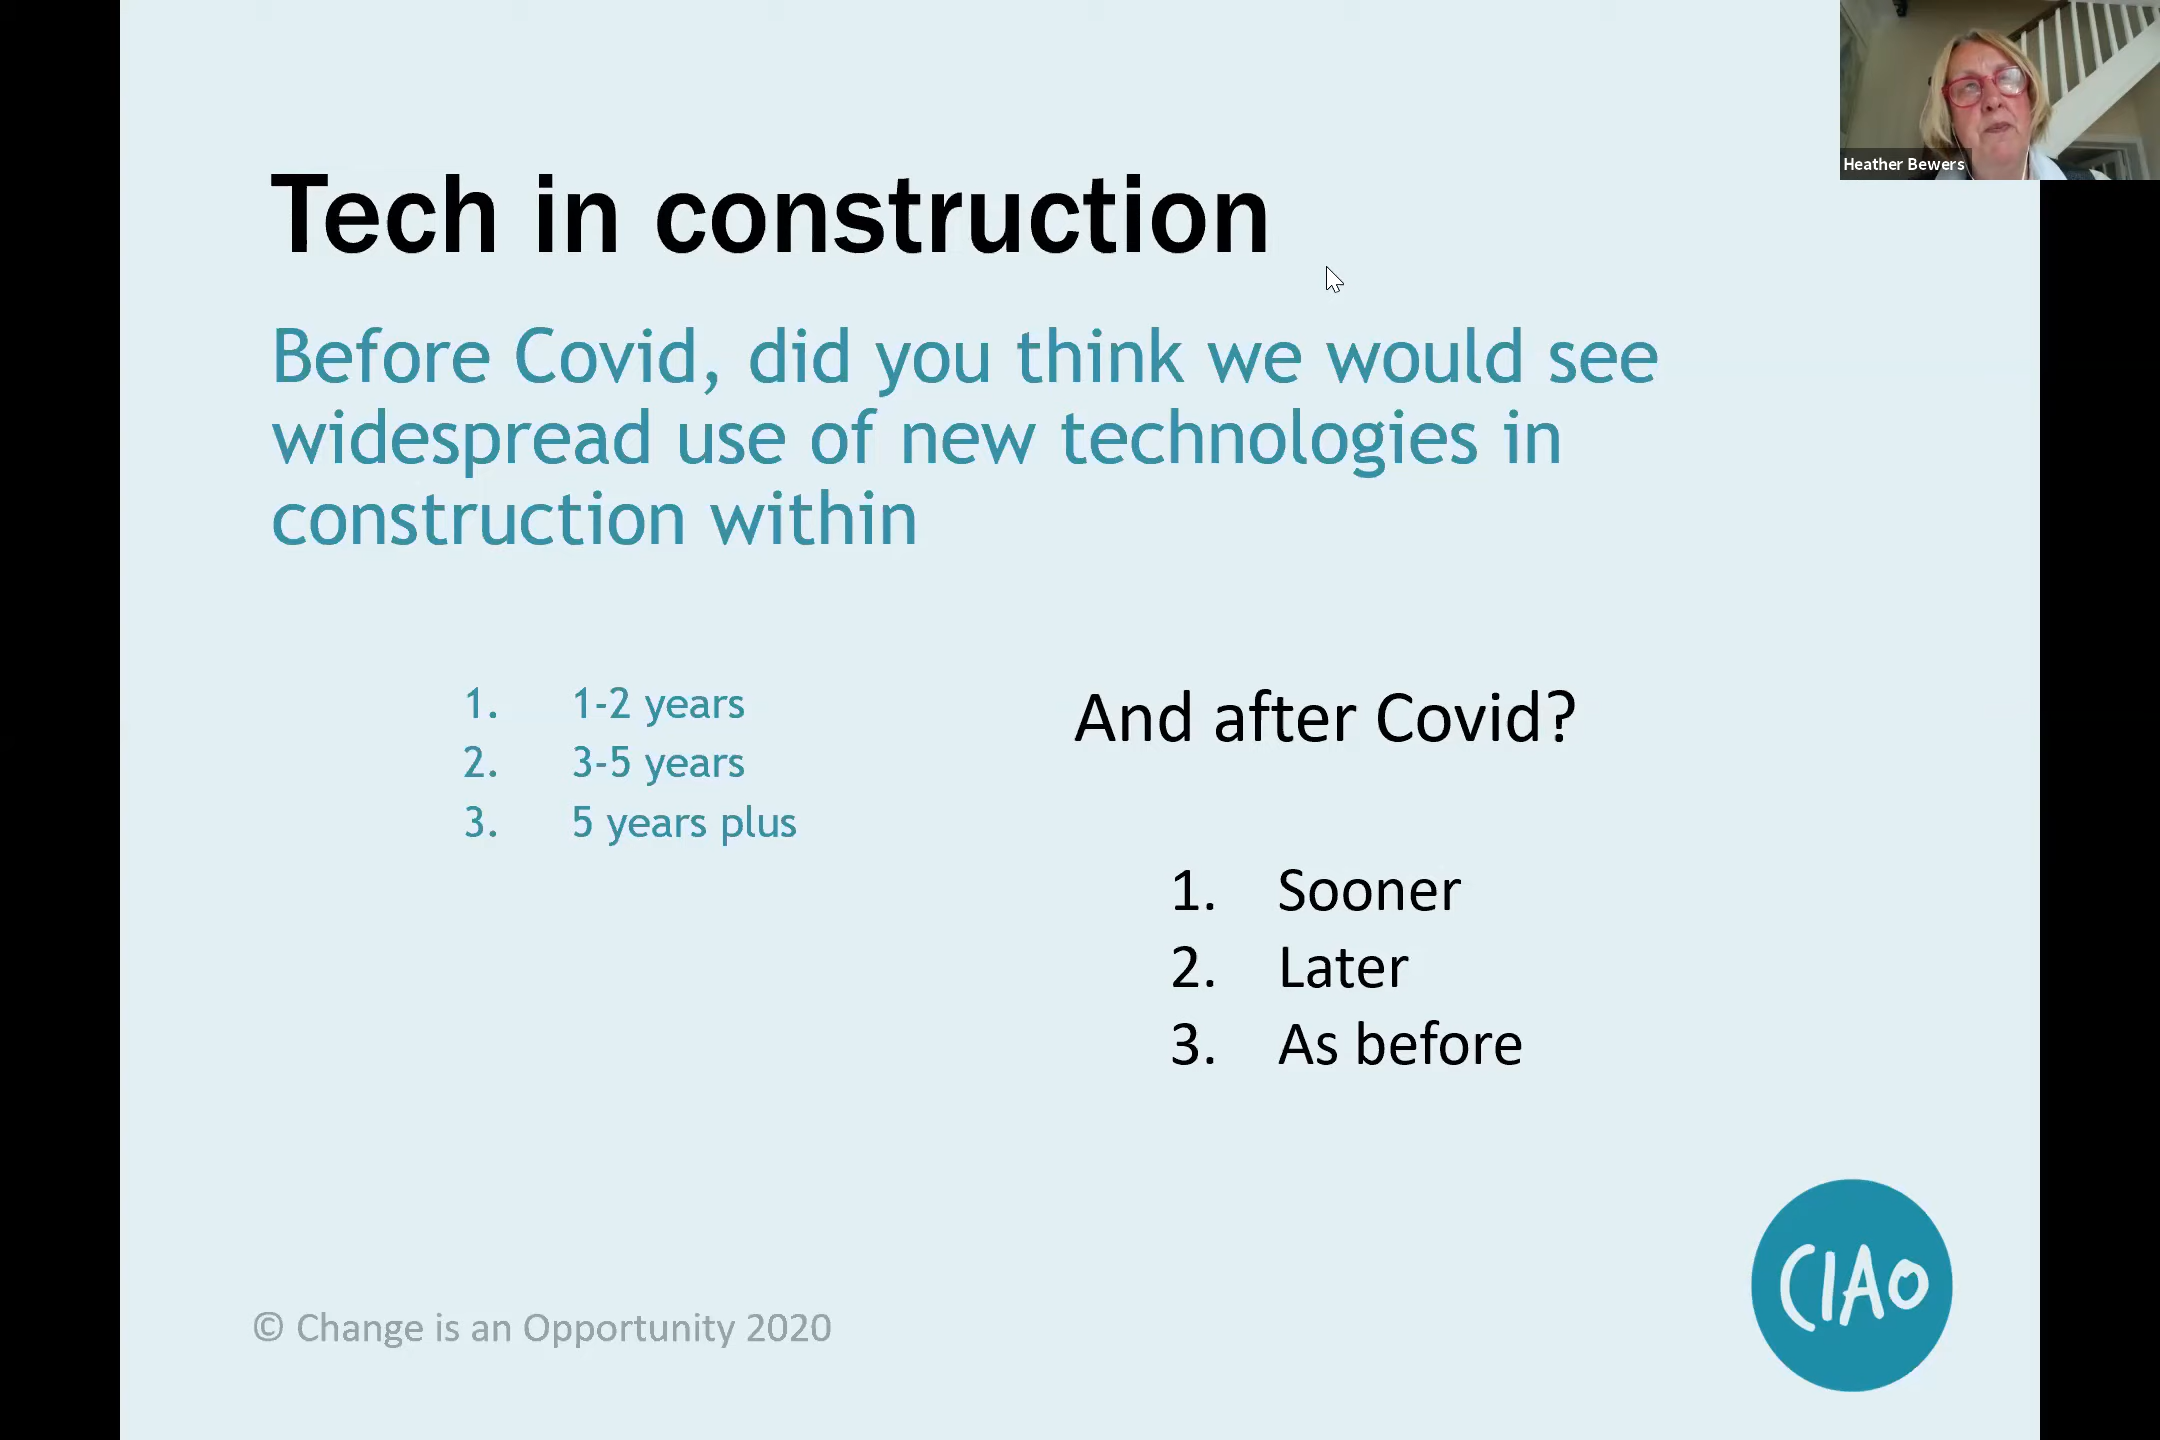 Heather Bewers
Tech in construction
Before Covid, did you think we would see
widespread use of new technologies in
construction within
1. 1-2 years
2. 3-5 years
3. 5 years plus
And after Covid?
1. Sooner
2. Later
3. As before
© Change is an Opportunity 2020
CIAO